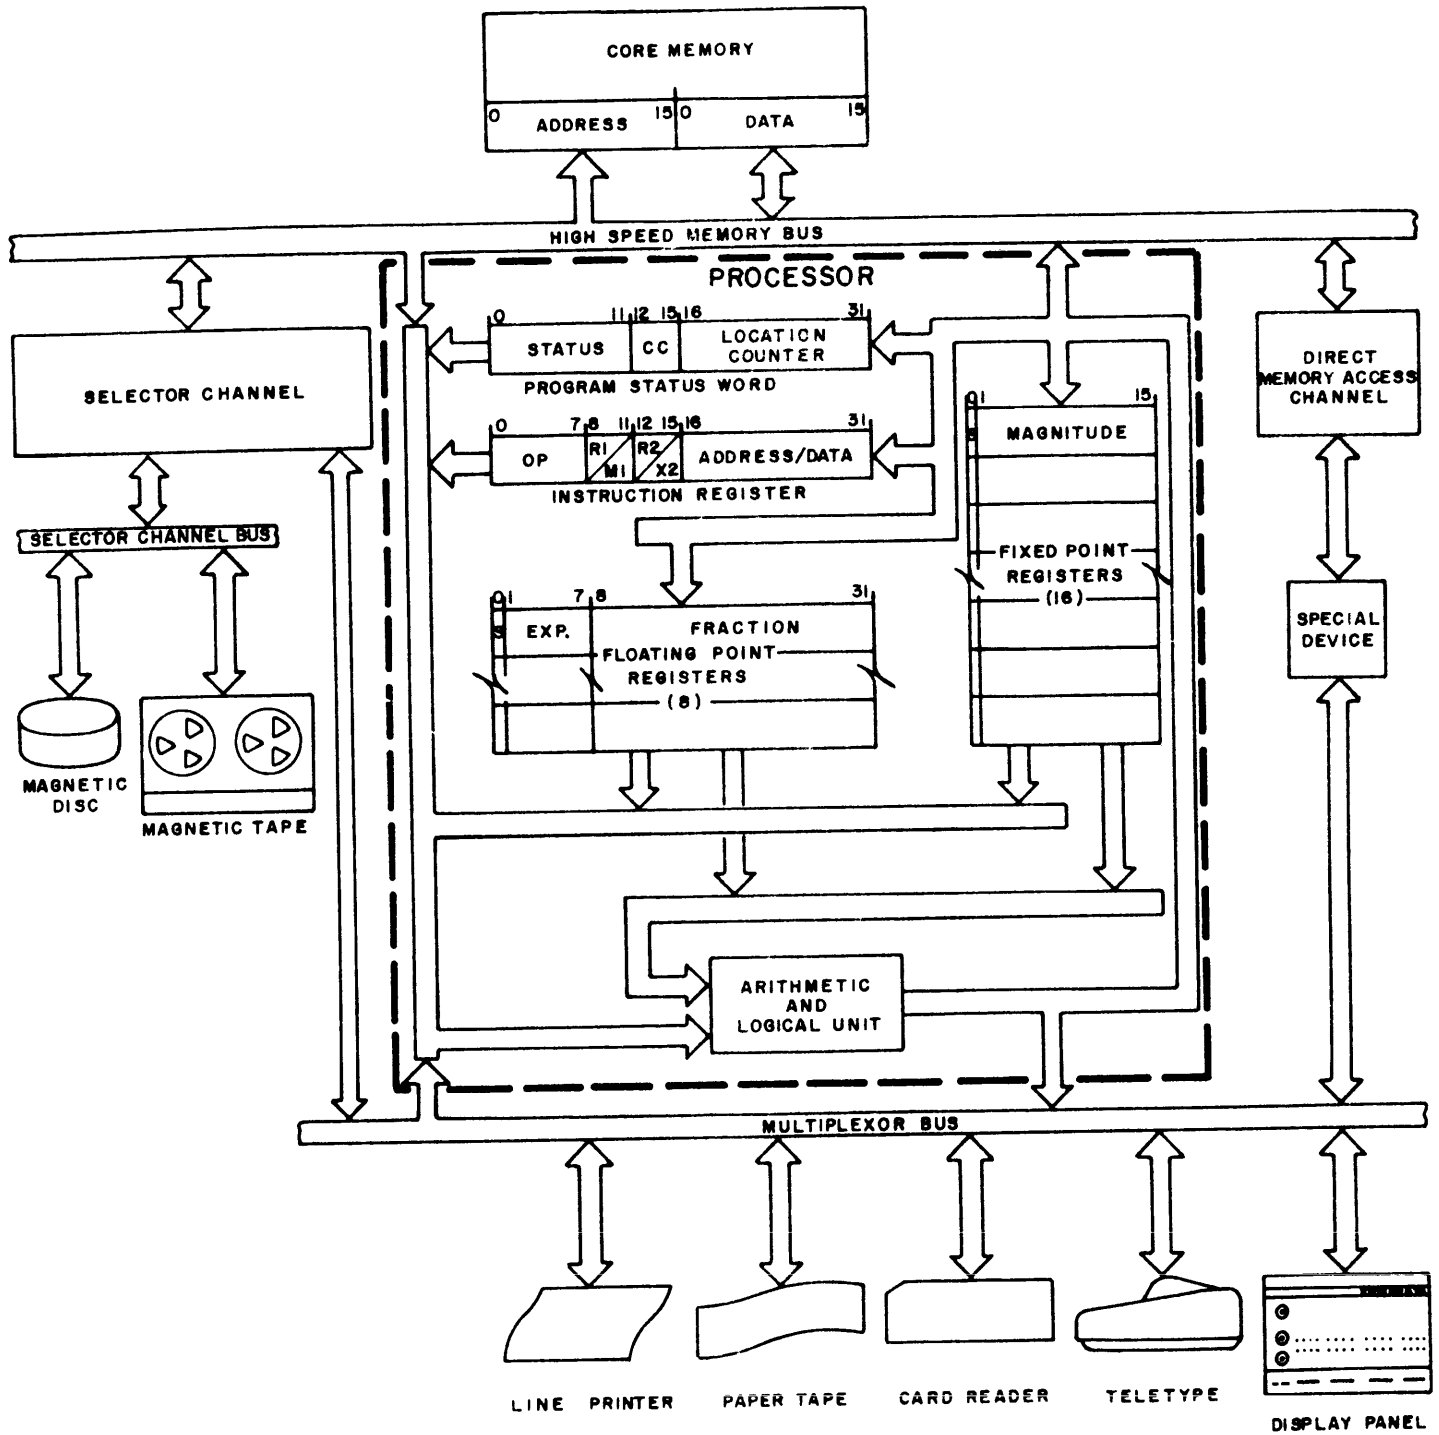 CORE MEMORY
0 15 0 15
ADDRESS DATA
HIGH SPEED MEMORY BUS
PROCESSOR
0 11 12 15 16 31
STATUS CC LOCATION
COUNTER
PROGRAM STATUS WORD
SELECTOR CHANNEL
DIRECT
MEMORY ACCESS
CHANNEL
0 7 8 11 12 15 16 31
OP R1 M1 R2 X2 ADDRESS/DATA
INSTRUCTION REGISTER
0 1 15
S MAGNITUDE
FIXED POINT
REGISTERS
(16)
SELECTOR CHANNEL BUS
0 1 7 8 31
S EXP. FRACTION
FLOATING POINT
REGISTERS
(8)
SPECIAL
DEVICE
MAGNETIC
DISC
MAGNETIC TAPE
ARITHMETIC
AND
LOGICAL UNIT
MULTIPLEXOR BUS
LINE PRINTER
PAPER TAPE
CARD READER
TELETYPE
DISPLAY PANEL